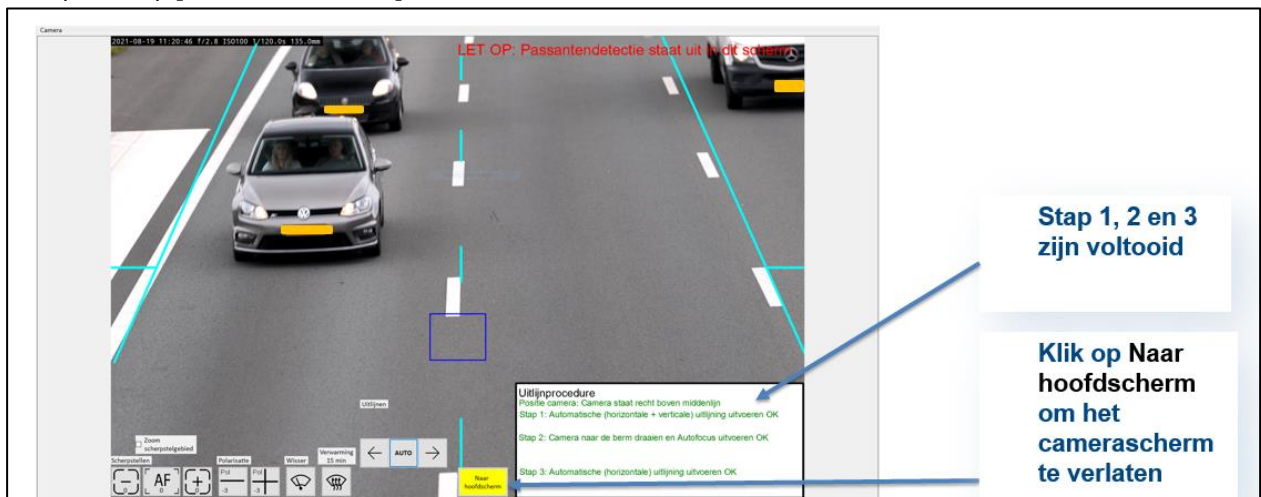 Camera
2021-08-19 11:20:46 f/2.8 ISO100 1/120.0s 135.0mm
LET OP: Passantendetectie staat uit in dit scherm
Stap 1, 2 en 3
zijn voltooid
Klik op Naar
hoofdscherm
om het
camerascherm
te verlaten
Uitlijnprocedure
Positie camera: Camera staat recht boven middenlijn
Stap 1: Automatische (horizontale + verticale) uitlijning uitvoeren OK
Stap 2: Camera naar de berm draaien en Autofocus uitvoeren OK
Stap 3: Automatische (horizontale) uitlijning uitvoeren OK
Uitlijnen
← AUTO →
Zoom
scherpstelgebied
Scherpstellen
AF
0
Polarisatie
Pol
-3
Pol
-3
Wisser
Verwarming
15 min
Naar
hoofdscherm